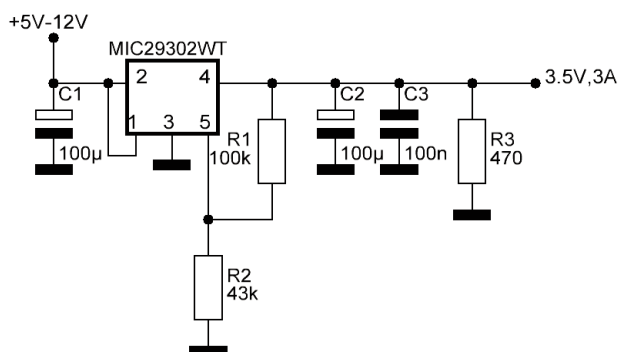 +5V-12V
MIC29302WT
2
4
3.5V,3A
C1
C2
C3
1
3
5
100µ
R1
100k
100µ
100n
R3
470
R2
43k